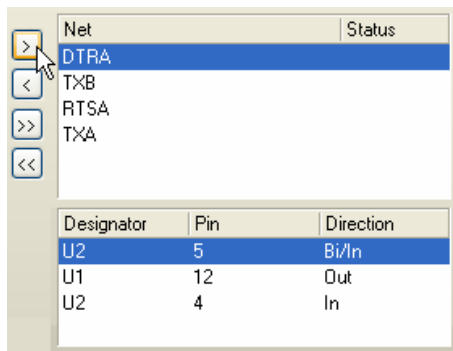 Net Status
>
DTRA
<
TXB
RTSA
>>
TXA
<<
Designator Pin Direction
U2 5 Bi/In
U1 12 Out
U2 4 In